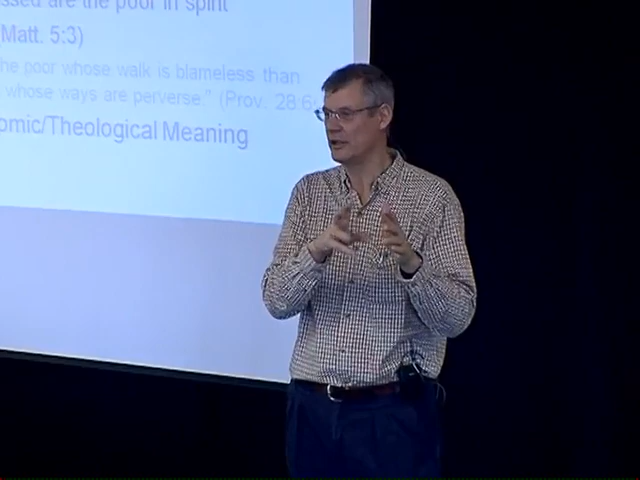 ssed are the poor in spirit
(Matt. 5:3)
he poor whose walk is blameless than
whose ways are perverse." (Prov. 28:6
omic/Theological Meaning